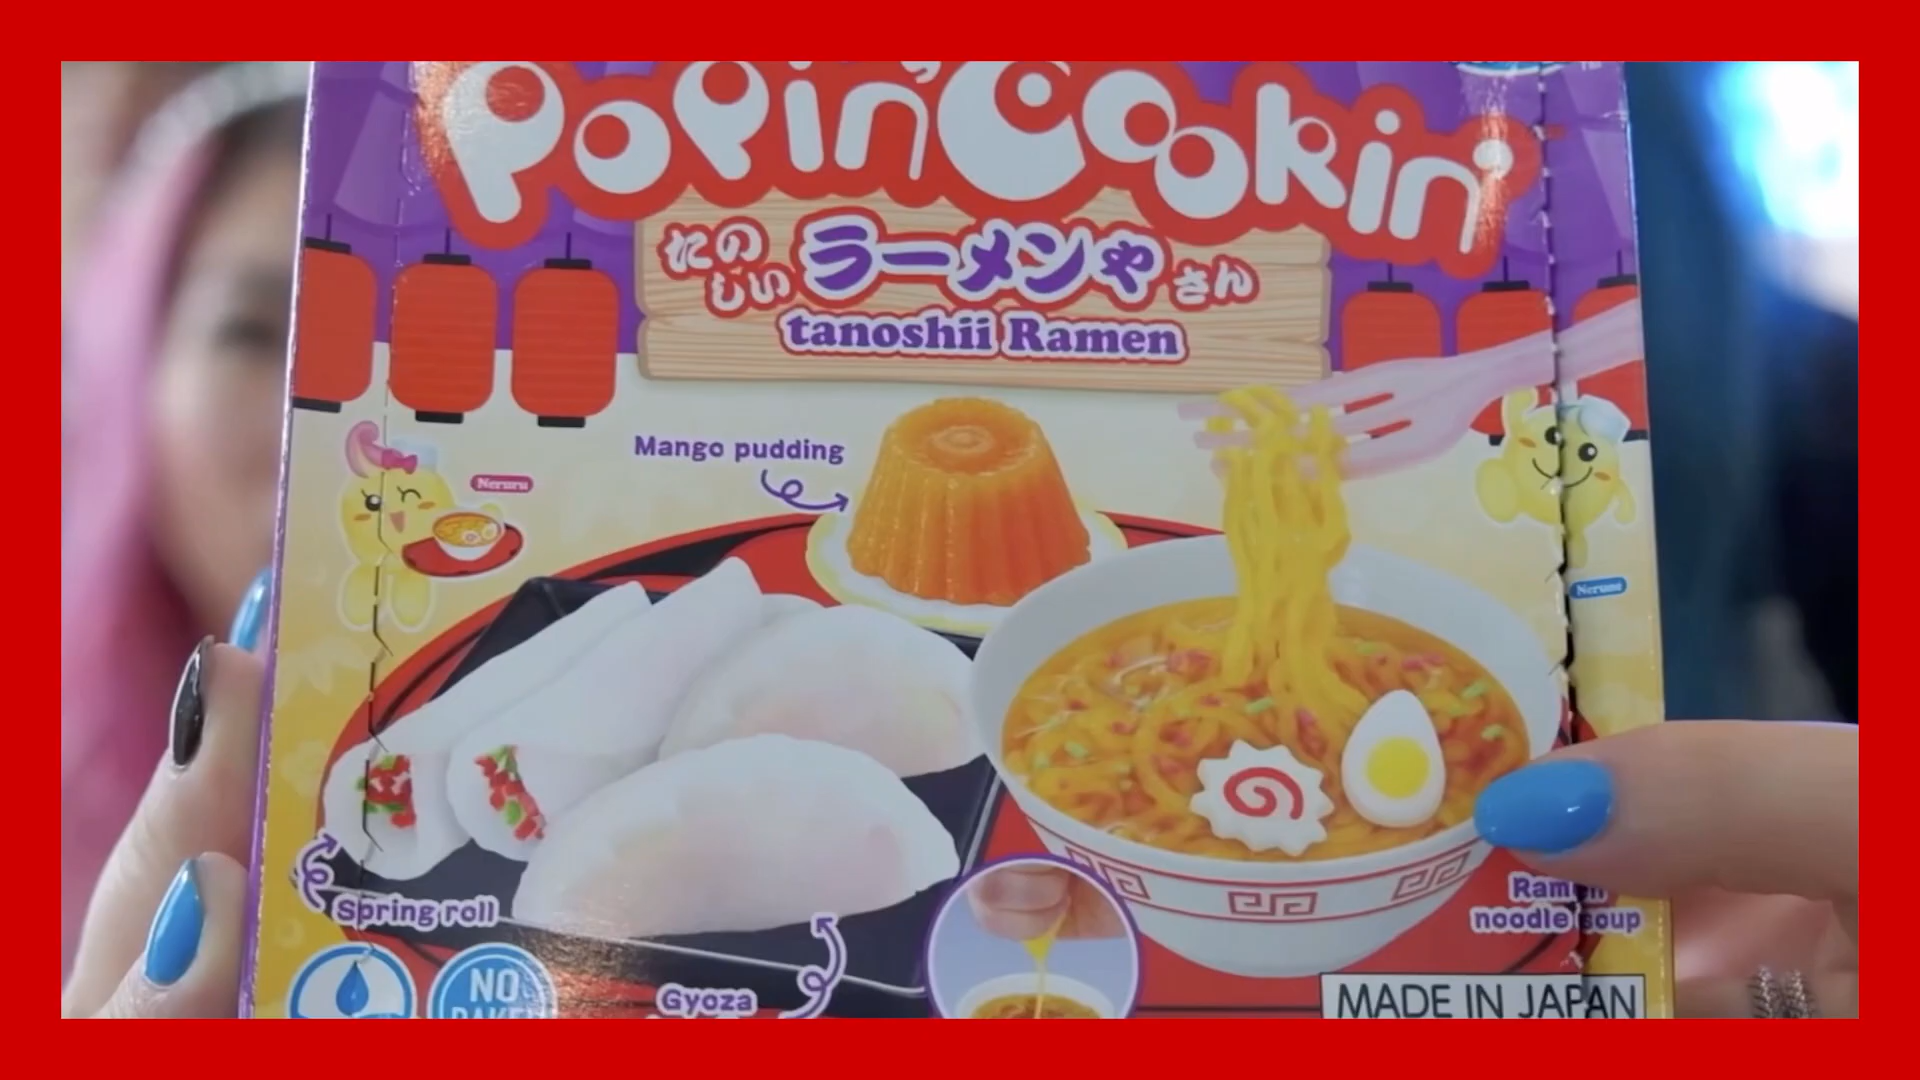 Popin' Cookin'
たのしい ラーメンやさん
tanoshii Ramen
Mango pudding
Neruru
Nerune
Spring roll
Ramen
noodle soup
Gyoza
NO
BAKE
MADE IN JAPAN